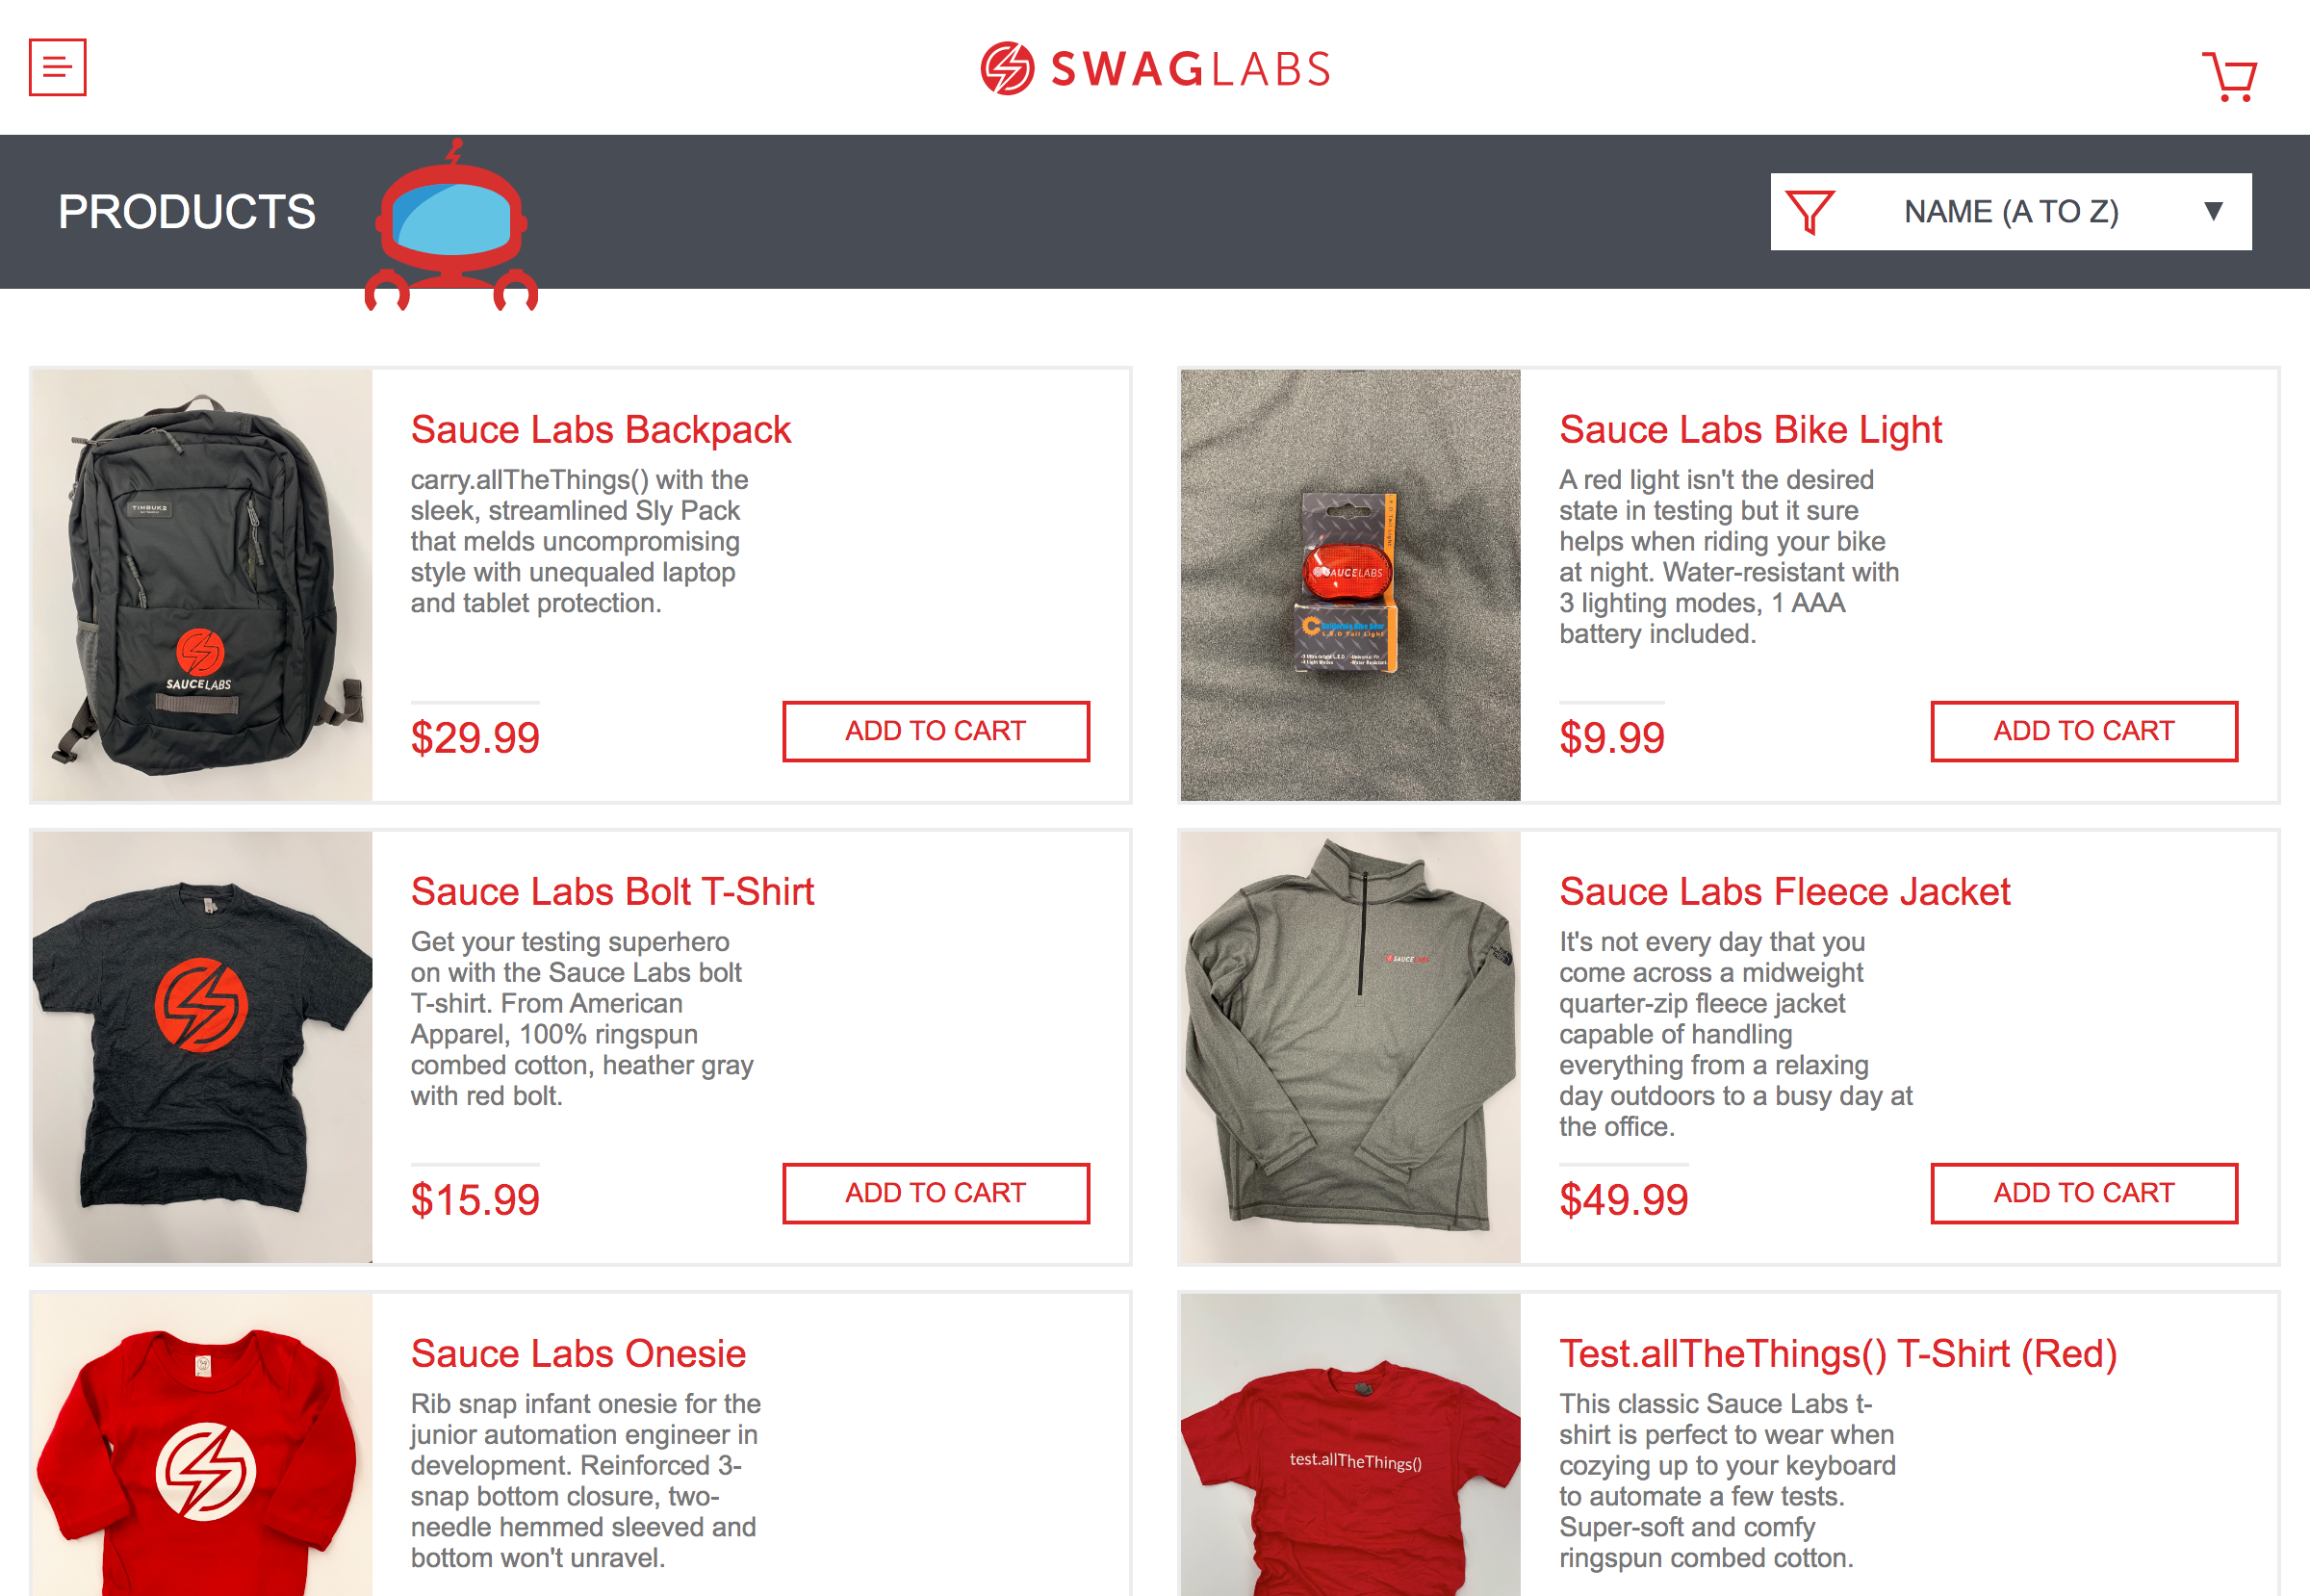 SWAGLABS
PRODUCTS
NAME (A TO Z)
TIMBUK2
SAUCELABS
Sauce Labs Backpack
carry.allTheThings() with the
sleek, streamlined Sly Pack
that melds uncompromising
style with unequaled laptop
and tablet protection.
$29.99
ADD TO CART
SAUCELABS
California Bike Gear
L.E.D Tail Light
Sauce Labs Bike Light
A red light isn't the desired
state in testing but it sure
helps when riding your bike
at night. Water-resistant with
3 lighting modes, 1 AAA
battery included.
$9.99
ADD TO CART
Sauce Labs Bolt T-Shirt
Get your testing superhero
on with the Sauce Labs bolt
T-shirt. From American
Apparel, 100% ringspun
combed cotton, heather gray
with red bolt.
$15.99
ADD TO CART
SAUCELABS
Sauce Labs Fleece Jacket
It's not every day that you
come across a midweight
quarter-zip fleece jacket
capable of handling
everything from a relaxing
day outdoors to a busy day at
the office.
$49.99
ADD TO CART
Sauce Labs Onesie
Rib snap infant onesie for the
junior automation engineer in
development. Reinforced 3-
snap bottom closure, two-
needle hemmed sleeved and
bottom won't unravel.
test.allTheThings()
Test.allTheThings() T-Shirt (Red)
This classic Sauce Labs t-
shirt is perfect to wear when
cozying up to your keyboard
to automate a few tests.
Super-soft and comfy
ringspun combed cotton.